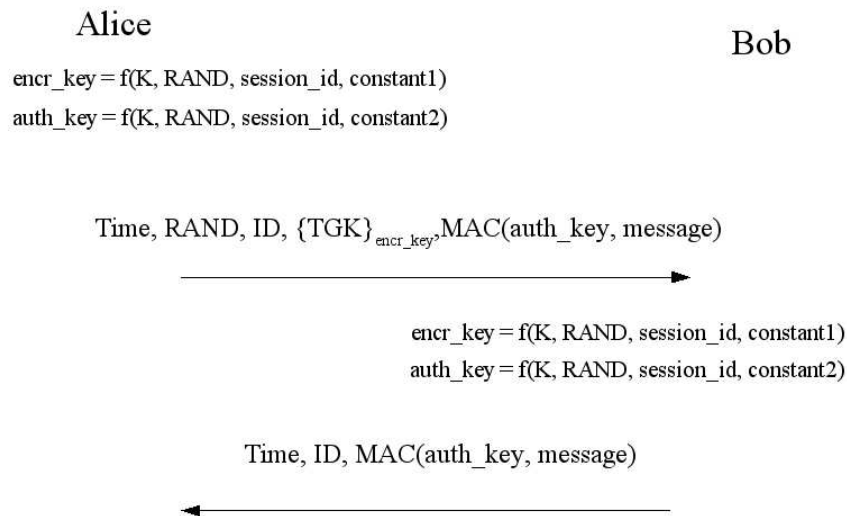 Alice
Bob
encr_key = f(K, RAND, session_id, constant1)
auth_key = f(K, RAND, session_id, constant2)
Time, RAND, ID, {TGK}encr_key,MAC(auth_key, message)
encr_key = f(K, RAND, session_id, constant1)
auth_key = f(K, RAND, session_id, constant2)
Time, ID, MAC(auth_key, message)